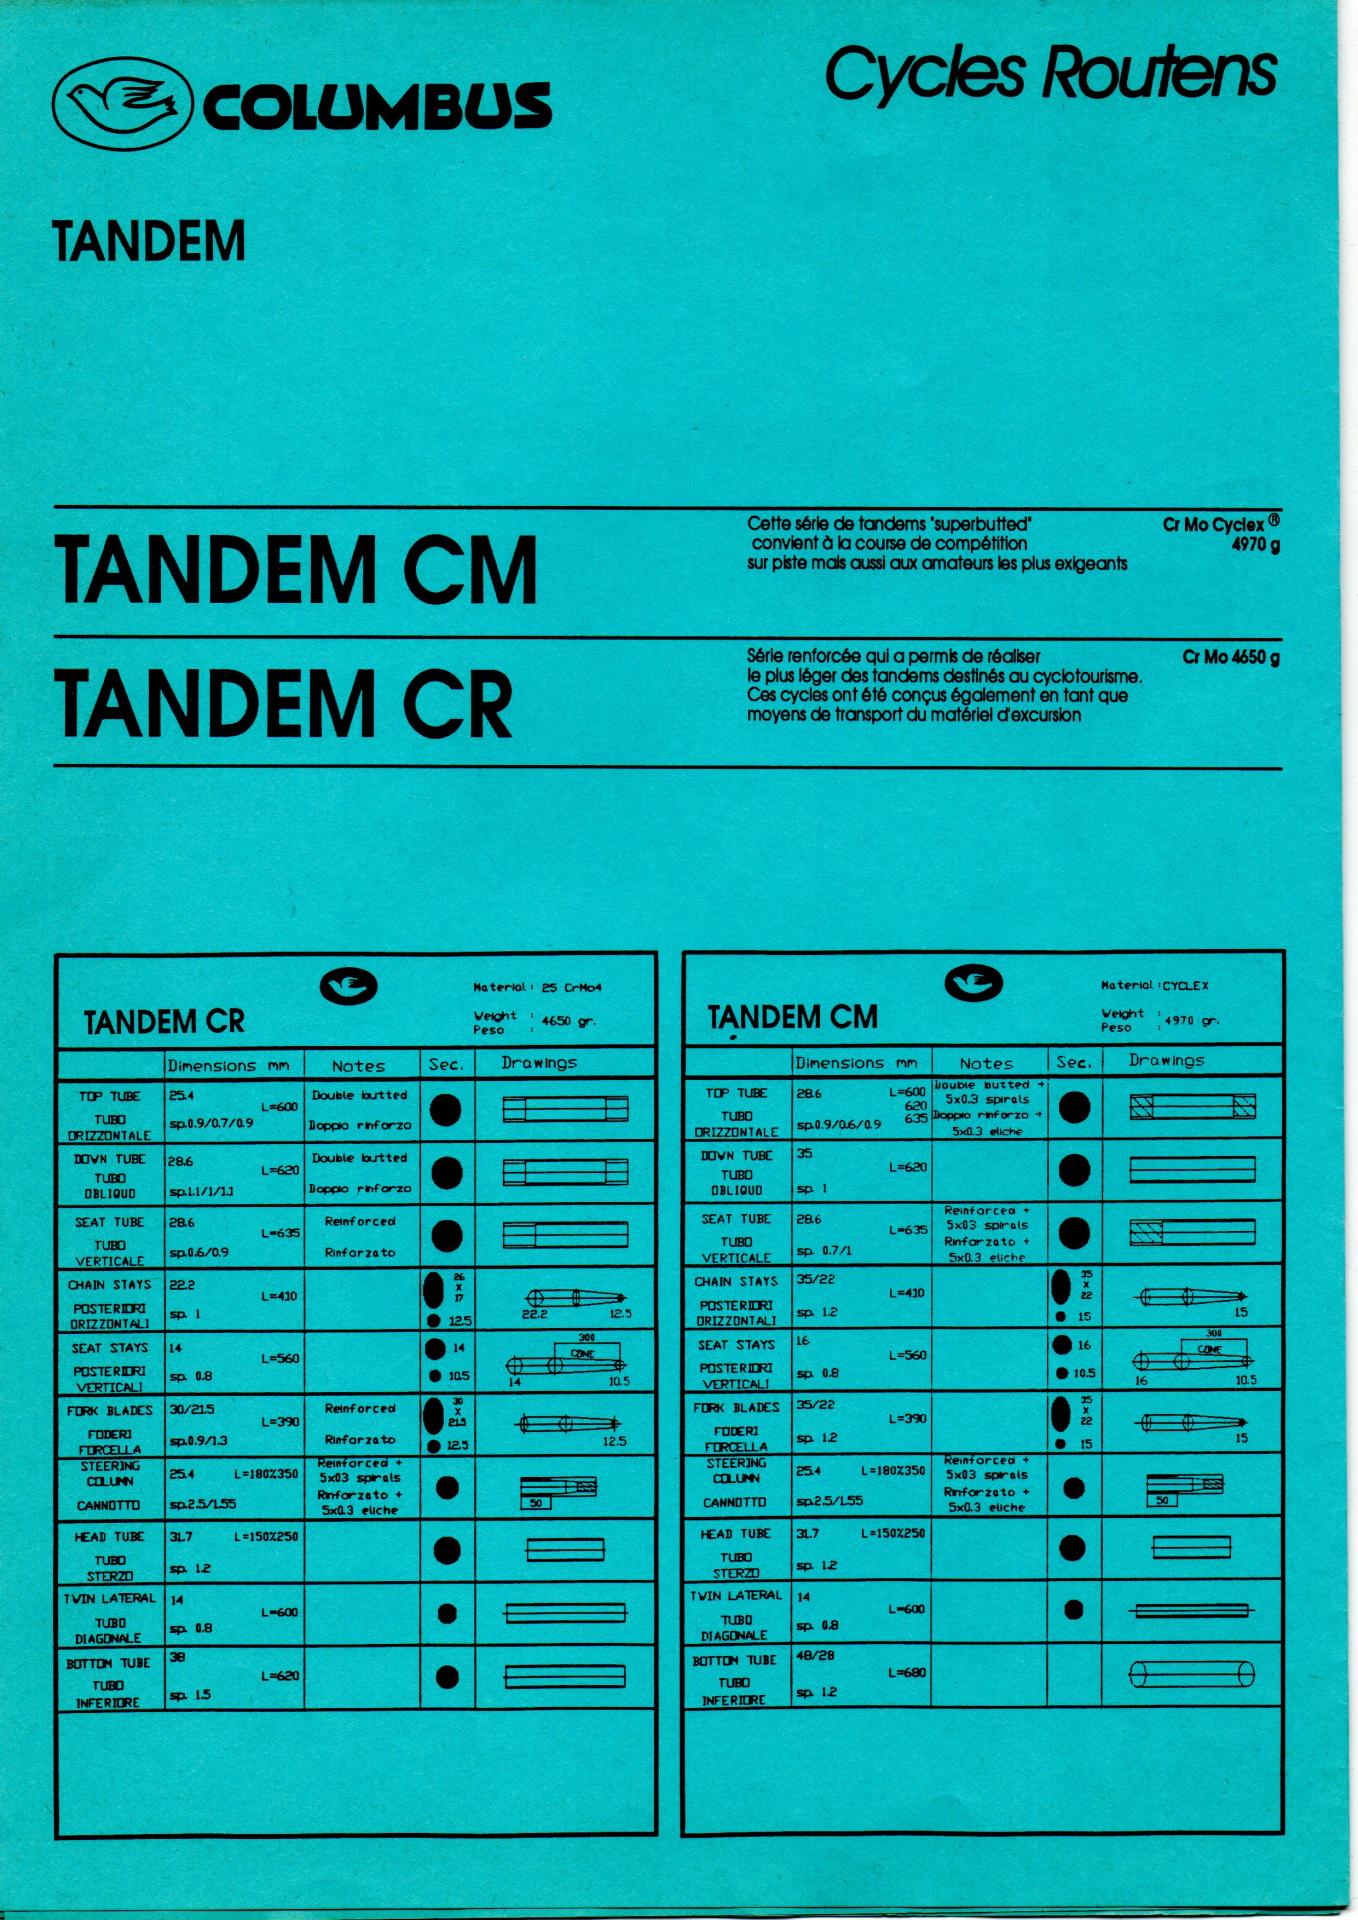 COLUMBUS
Cycles Routens
TANDEM
TANDEM CM
Cette série de tandems "superbutted"
convient à la course de compétition
sur piste mais aussi aux amateurs les plus exigeants
Cr Mo Cyclex ®
4970 g
TANDEM CR
Série renforcée qui a permis de réaliser
le plus léger des tandems destinés au cyclotourisme.
Ces cycles ont été conçus également en tant que
moyens de transport du matériel d'excursion
Cr Mo 4650 g
TANDEM CR
Material : 25 CrMo4
Weight : 4650 gr.
Peso :
Dimensions mm Notes Sec. Drawings
TOP TUBE 25.4 Double butted
L=600
TUBO sp.0.9/0.7/0.9 Doppio rinforzo
ORIZZONTALE
DOWN TUBE 28.6 Double butted
L=620
TUBO
OBLIQUO sp.1.1/1/1.1 Doppio rinforzo
SEAT TUBE 28.6 Reinforced
L=635
TUBO sp.0.6/0.9 Rinforzato
VERTICALE
CHAIN STAYS 22.2 26 x 17
L=410
POSTERIORI sp. 1 12.5 22.2 12.5
ORIZZONTALI
SEAT STAYS 14 14 300
L=560 CONE
POSTERIORI sp. 0.8 10.5 14 10.5
VERTICALI
FORK BLADES 30/21.5 Reinforced 30 x 21.5
L=390
FODERI sp.0.9/1.3 Rinforzato 12.5 12.5
FORCELLA
STEERING Reinforced +
COLUMN 25.4 L=180%350 5x03 spirals
Rinforzato +
CANNOTTO sp.2.5/1.55 5x0.3 eliche 50
HEAD TUBE 31.7 L=150%250
TUBO sp. 1.2
STERZO
TWIN LATERAL 14
L=600
TUBO sp. 0.8
DIAGONALE
BOTTOM TUBE 38
L=620
TUBO sp. 1.5
INFERIORE
TANDEM CM
Material :CYCLEX
Weight : 4970 gr.
Peso :
Dimensions mm Notes Sec. Drawings
TOP TUBE 28.6 L=600 Double butted +
620 5x0.3 spirals
TUBO sp.0.9/0.6/0.9 635 Doppio rinforzo +
ORIZZONTALE 5x0.3 eliche
DOWN TUBE 35
L=620
TUBO
OBLIQUO sp. 1
SEAT TUBE 28.6 Reinforced +
L=635 5x03 spirals
TUBO sp. 0.7/1 Rinforzato +
VERTICALE 5x0.3 eliche
CHAIN STAYS 35/22 35 x 22
L=410
POSTERIORI sp. 1.2 15 15
ORIZZONTALI
SEAT STAYS 16 16 300
L=560 CONE
POSTERIORI sp. 0.8 10.5 16 10.5
VERTICALI
FORK BLADES 35/22 35 x 22
L=390
FODERI sp. 1.2 15 15
FORCELLA
STEERING Reinforced +
COLUMN 25.4 L=180%350 5x03 spirals
Rinforzato +
CANNOTTO sp.2.5/1.55 5x0.3 eliche 50
HEAD TUBE 31.7 L=150%250
TUBO sp. 1.2
STERZO
TWIN LATERAL 14
L=600
TUBO sp. 0.8
DIAGONALE
BOTTOM TUBE 48/28
L=680
TUBO sp. 1.2
INFERIORE